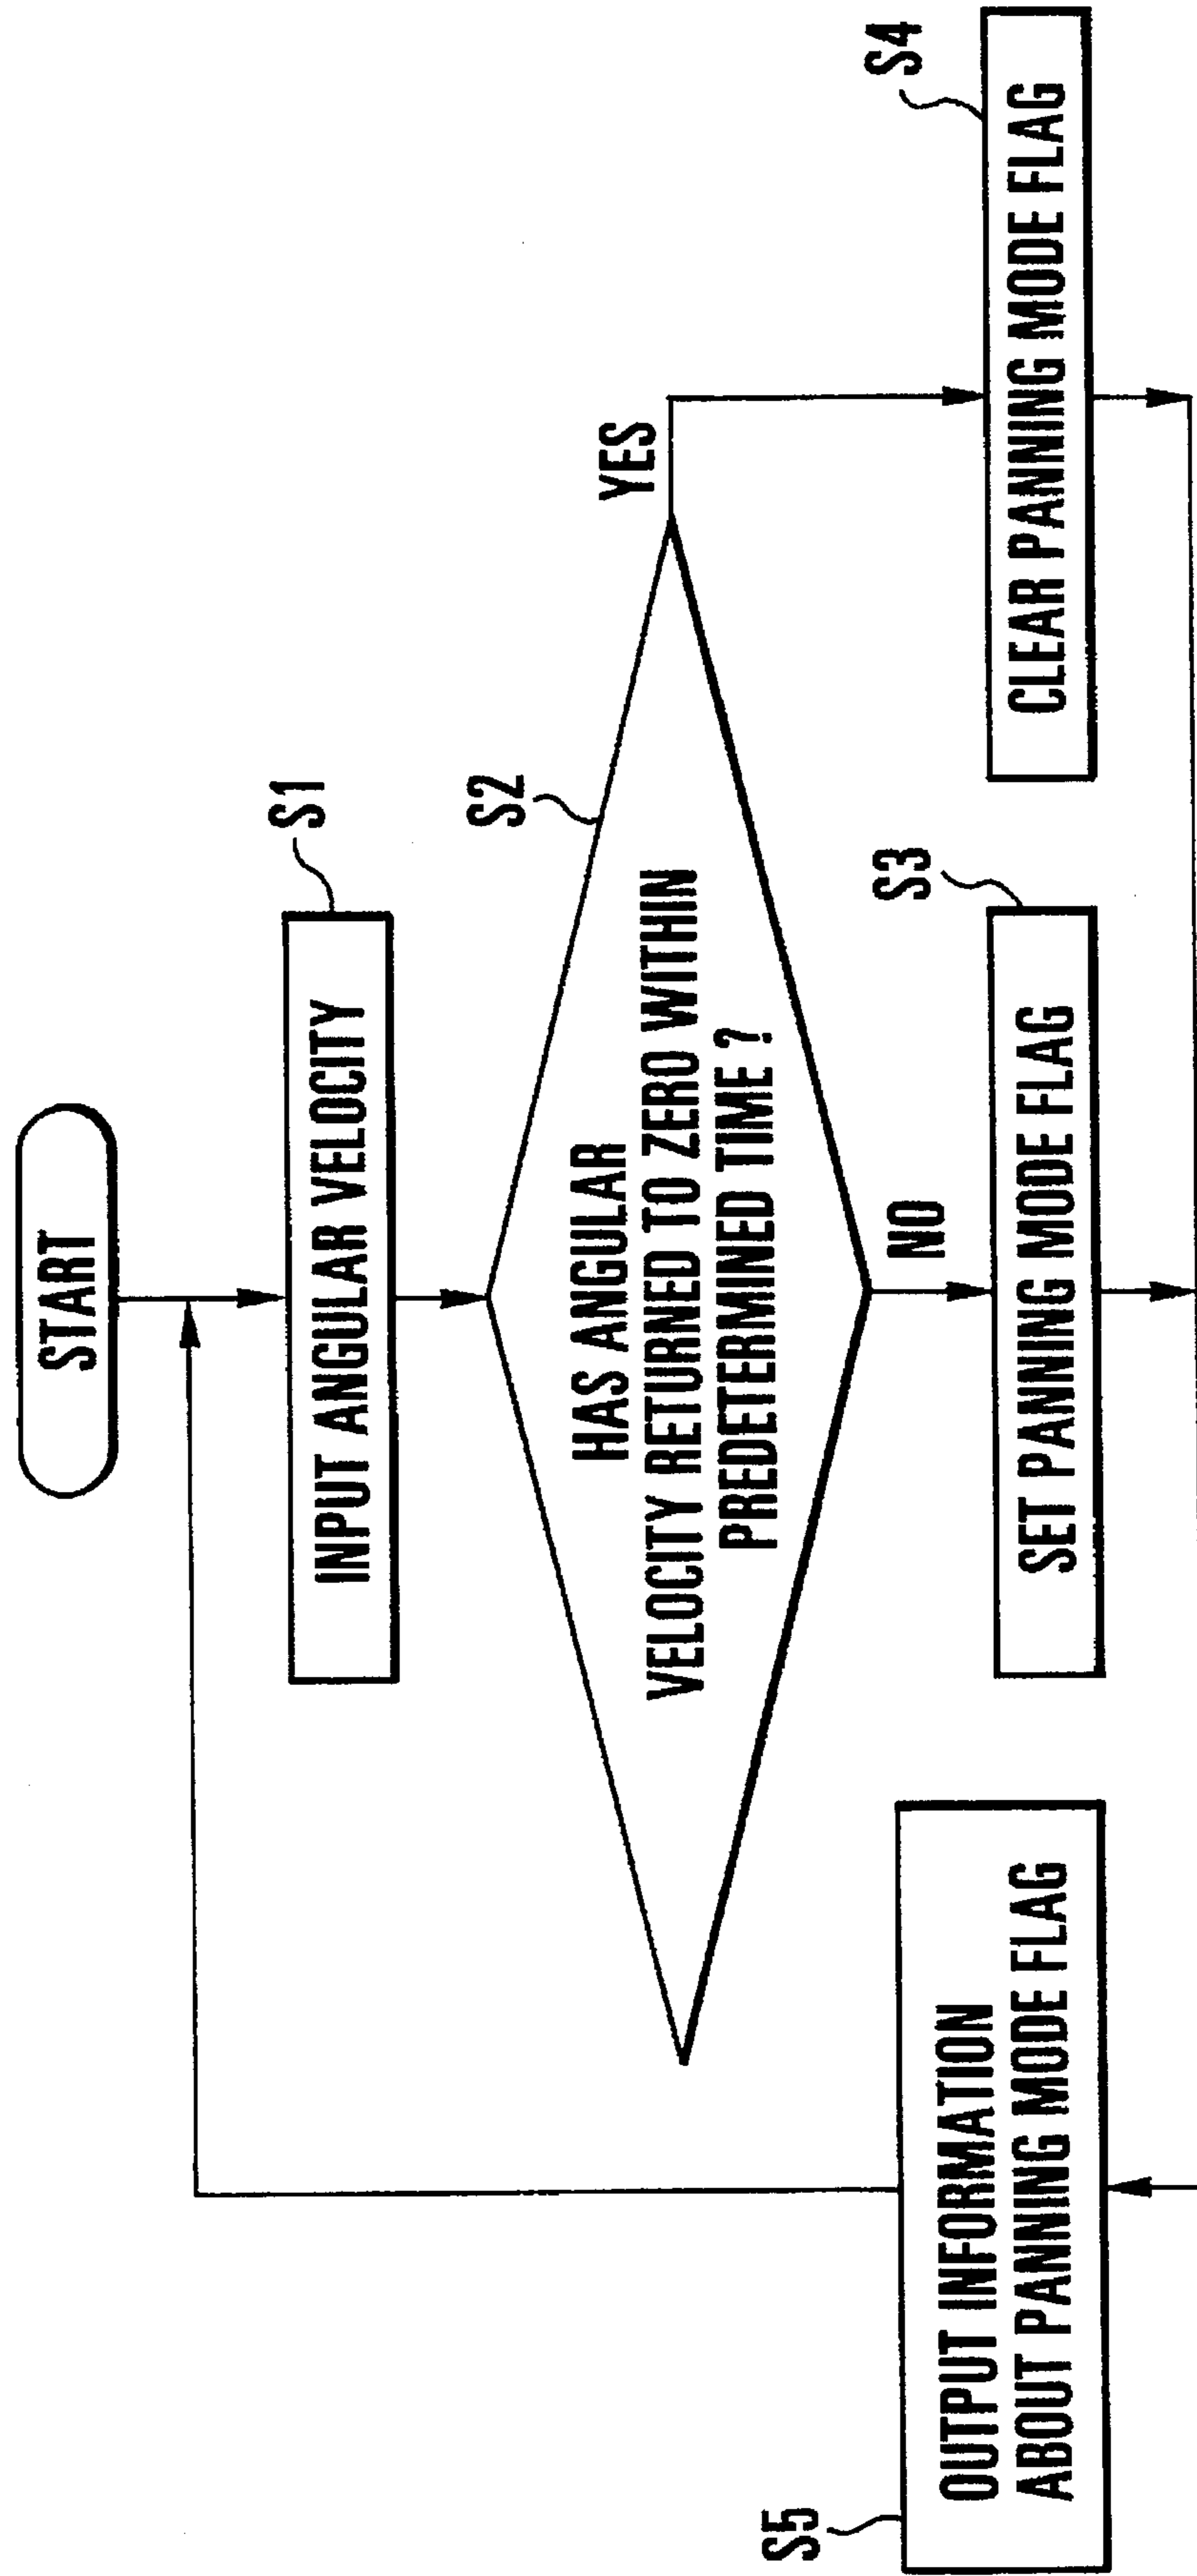 START
S1
INPUT ANGULAR VELOCITY
S2
HAS ANGULAR
VELOCITY RETURNED TO ZERO WITHIN
PREDETERMINED TIME ?
YES
NO
S3
SET PANNING MODE FLAG
S4
CLEAR PANNING MODE FLAG
S5
OUTPUT INFORMATION
ABOUT PANNING MODE FLAG